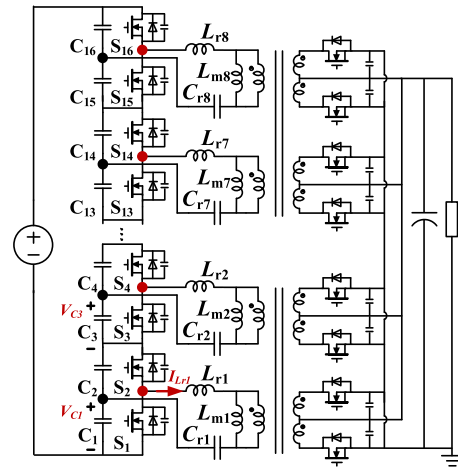 C16 S16 Lr8
Lm8
C15 S15 Cr8
C14 S14 Lr7
Lm7
C13 S13 Cr7
...
+ −
C4 S4 Lr2
VC3 + Lm2
C3 S3 Cr2
−
ILr1
C2 S2 Lr1
VC1 + Lm1
C1 S1 Cr1
−